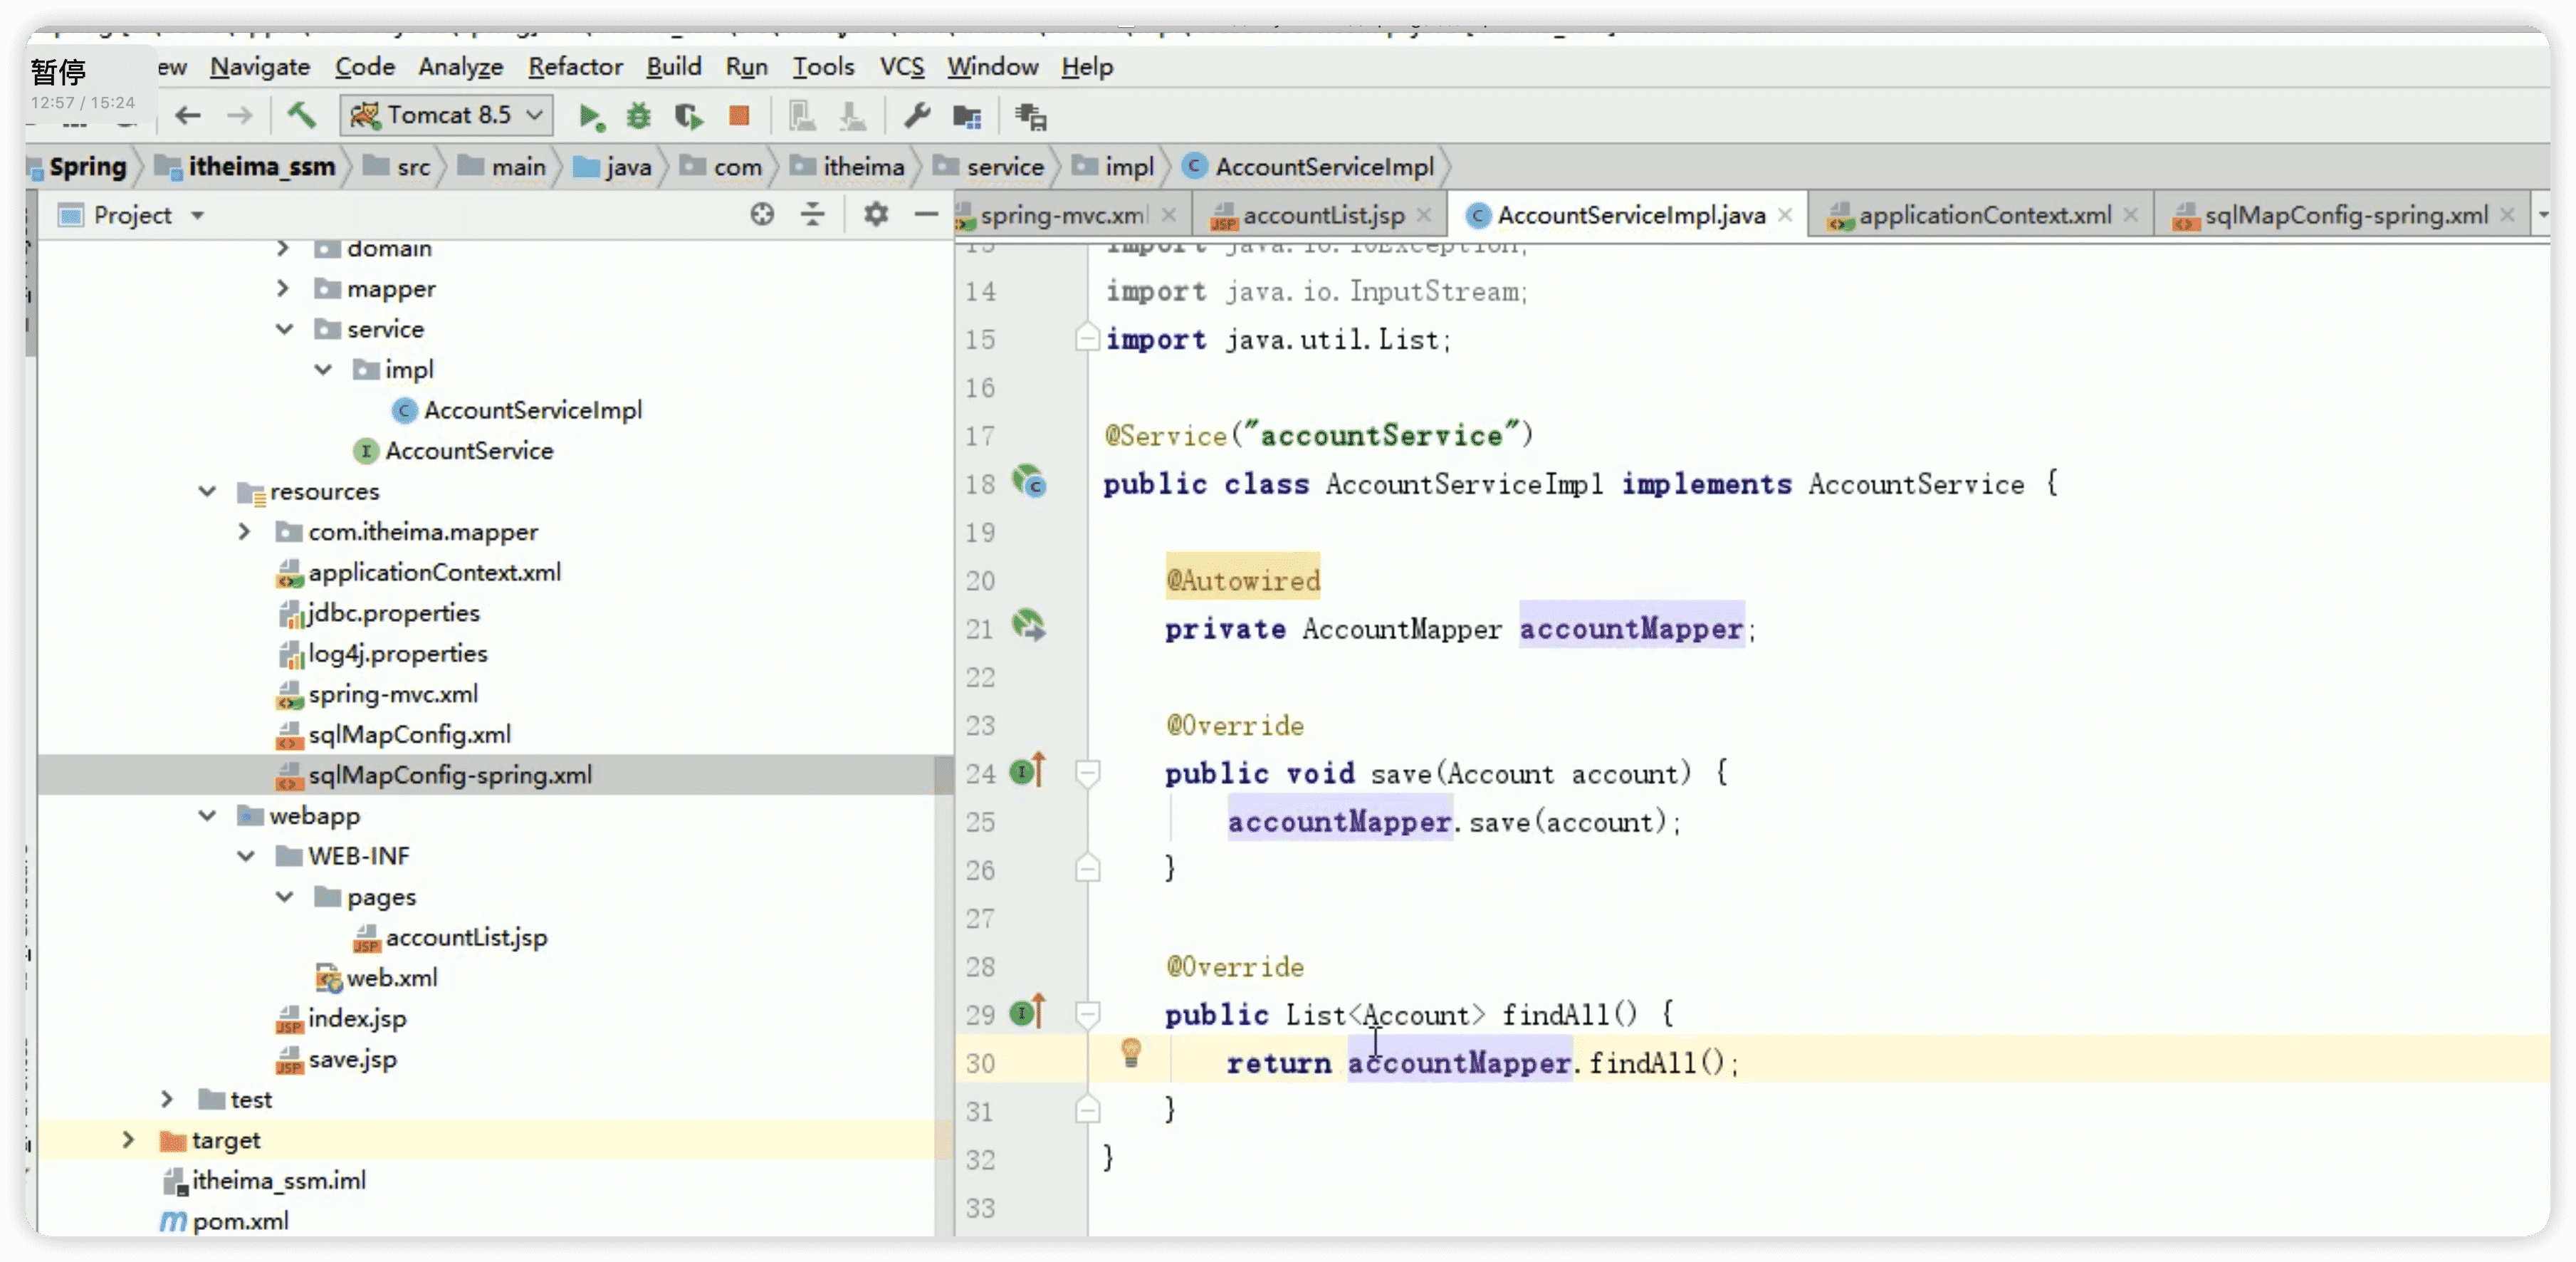 暂停
12:57 / 15:24
ew Navigate Code Analyze Refactor Build Run Tools VCS Window Help
Tomcat 8.5
Spring itheima_ssm src main java com itheima service impl AccountServiceImpl
Project
spring-mvc.xml accountList.jsp AccountServiceImpl.java applicationContext.xml sqlMapConfig-spring.xml
domain
mapper
service
impl
AccountServiceImpl
AccountService
resources
com.itheima.mapper
applicationContext.xml
jdbc.properties
log4j.properties
spring-mvc.xml
sqlMapConfig.xml
sqlMapConfig-spring.xml
webapp
WEB-INF
pages
accountList.jsp
web.xml
index.jsp
save.jsp
test
target
itheima_ssm.iml
pom.xml
13 import java.io.IOException;
14 import java.io.InputStream;
15 import java.util.List;
16
17 @Service("accountService")
18 public class AccountServiceImpl implements AccountService {
19
20 @Autowired
21 private AccountMapper accountMapper;
22
23 @Override
24 public void save(Account account) {
25 accountMapper.save(account);
26 }
27
28 @Override
29 public List<Account> findAll() {
30 return accountMapper.findAll();
31 }
32 }
33